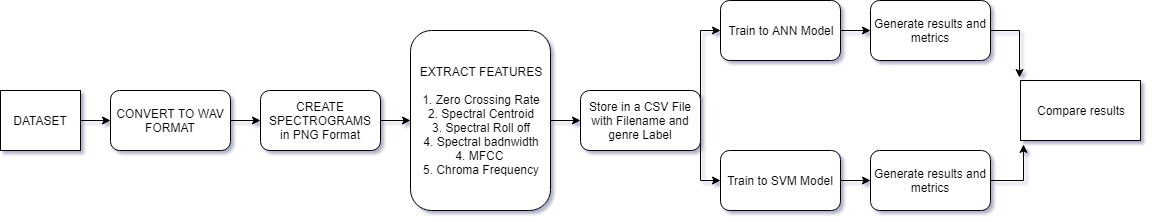 DATASET
CONVERT TO WAV
FORMAT
CREATE
SPECTROGRAMS
in PNG Format
EXTRACT FEATURES
1. Zero Crossing Rate
2. Spectral Centroid
3. Spectral Roll off
4. Spectral badnwidth
4. MFCC
5. Chroma Frequency
Store in a CSV File
with Filename and
genre Label
Train to ANN Model
Generate results and
metrics
Train to SVM Model
Generate results and
metrics
Compare results